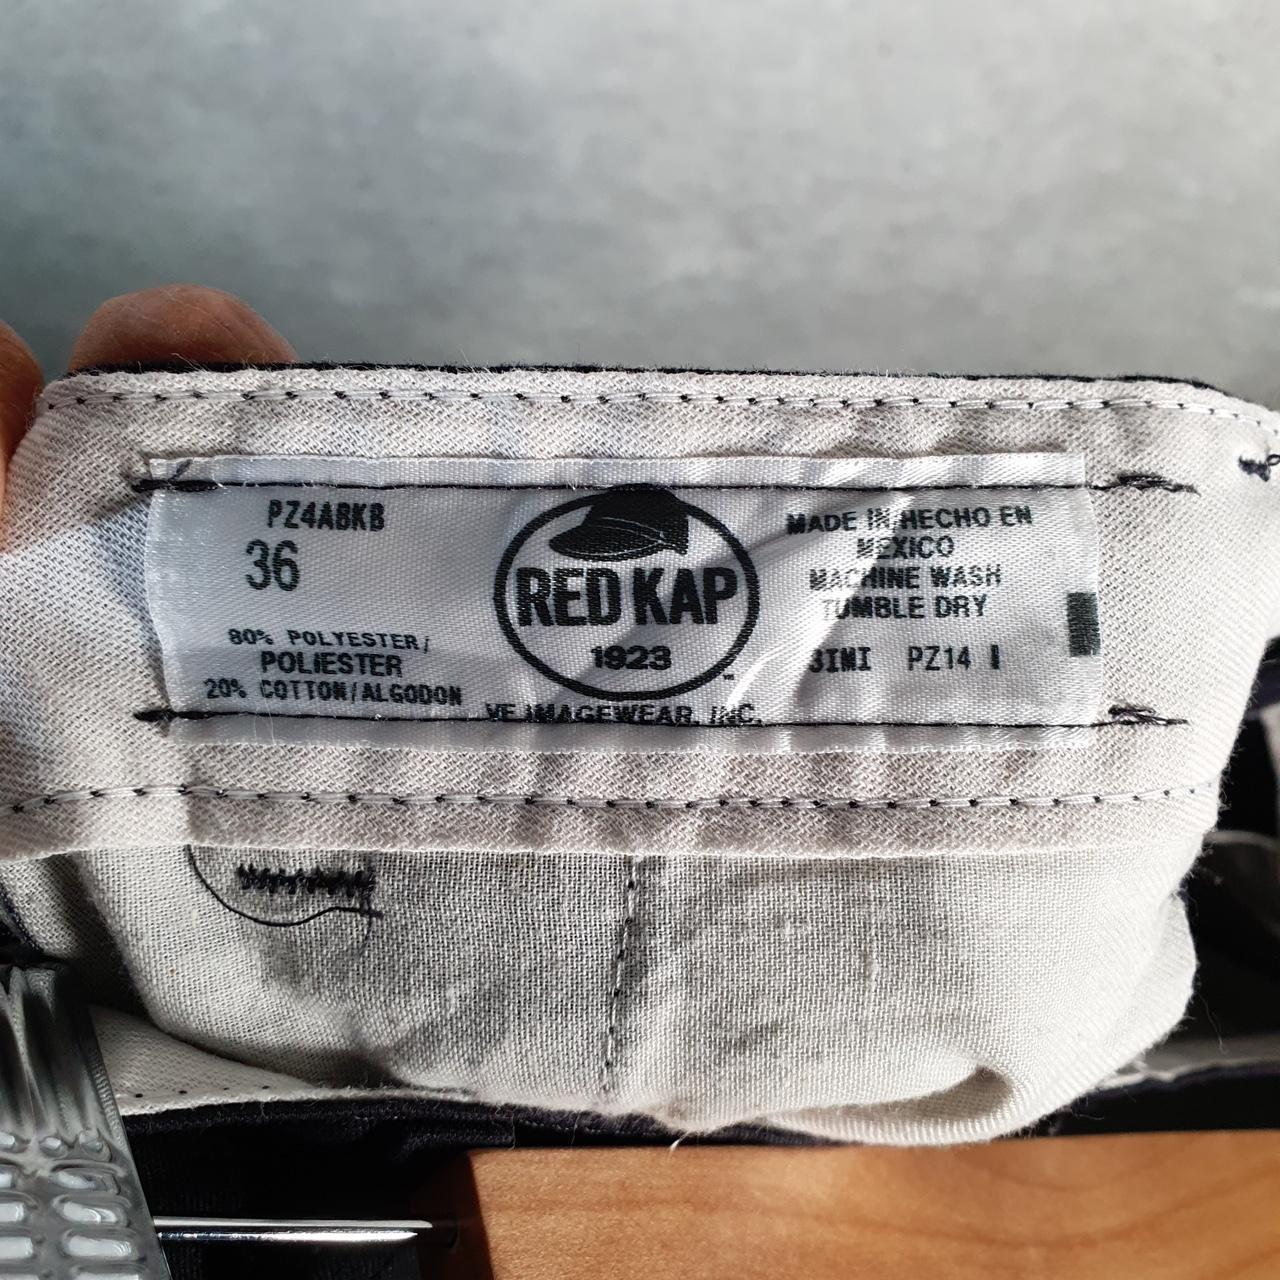 PZ4ABKB
36
80% POLYESTER/
POLIESTER
20% COTTON/ALGODON
RED KAP
1923
VF IMAGEWEAR, INC.
MADE IN/HECHO EN
MEXICO
MACHINE WASH
TUMBLE DRY
PZ14